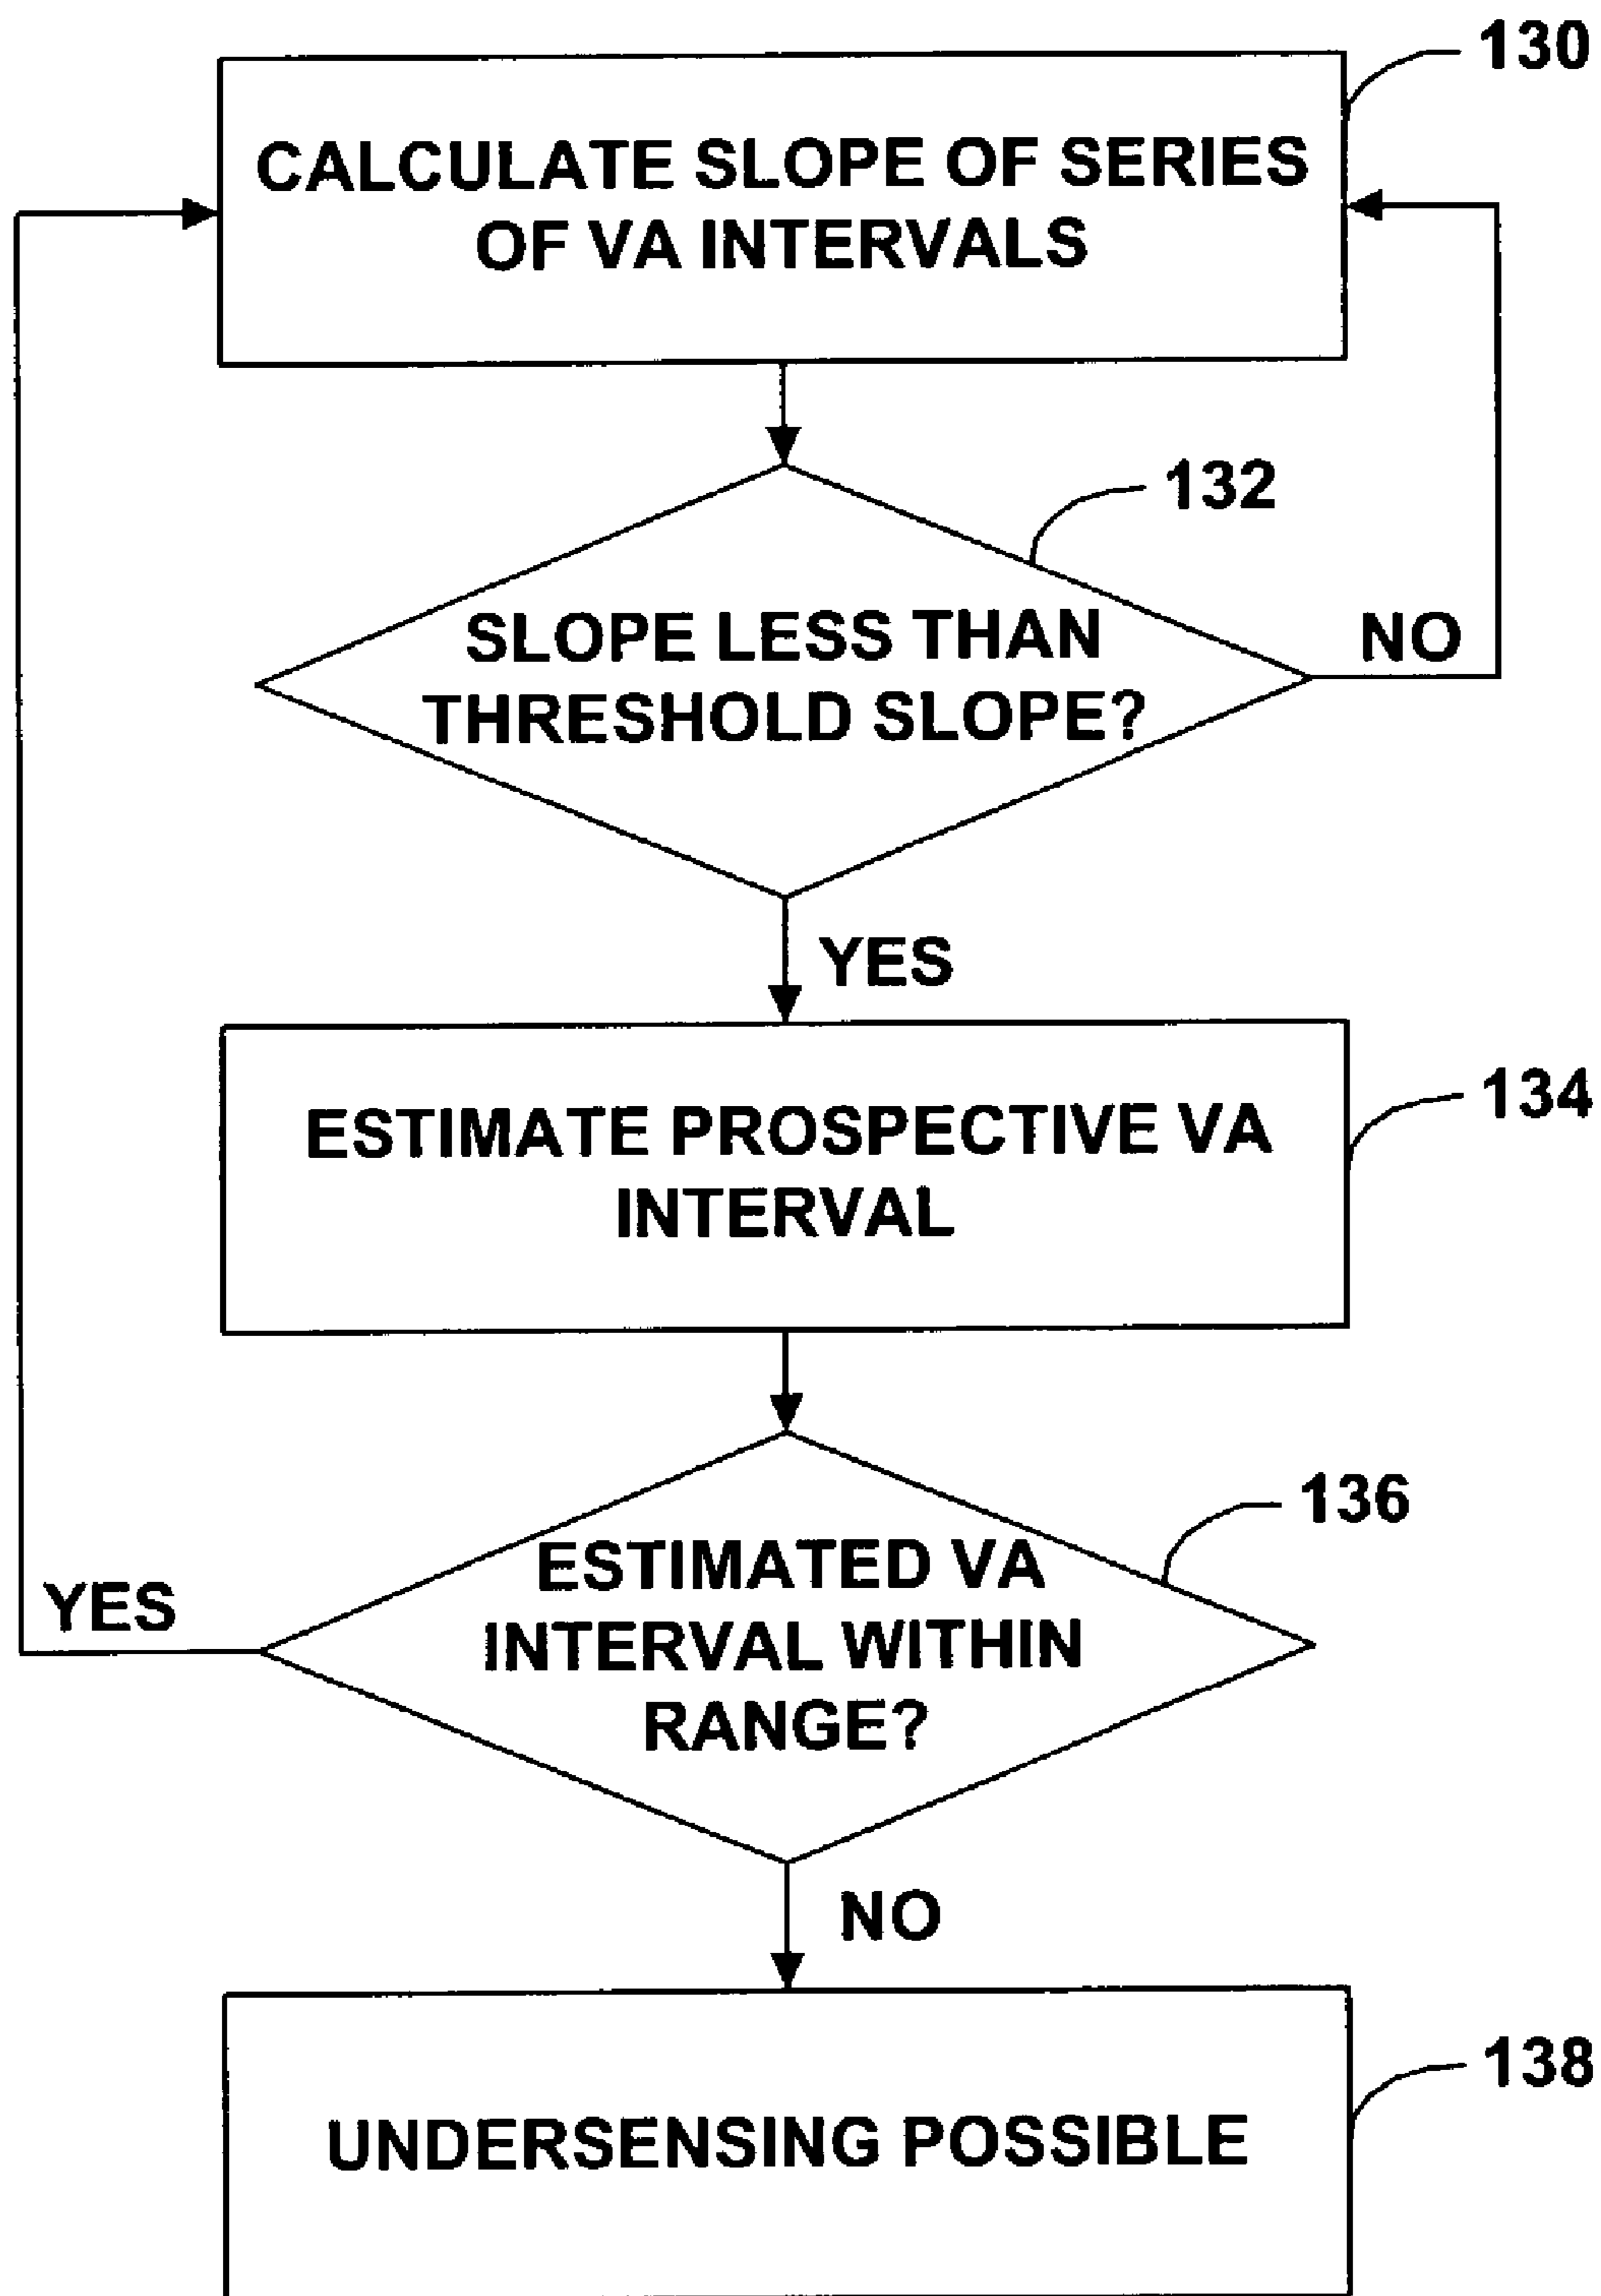 130
CALCULATE SLOPE OF SERIES
OF VA INTERVALS
132
SLOPE LESS THAN
THRESHOLD SLOPE?
NO
YES
134
ESTIMATE PROSPECTIVE VA
INTERVAL
136
ESTIMATED VA
INTERVAL WITHIN
RANGE?
YES
NO
138
UNDERSENSING POSSIBLE